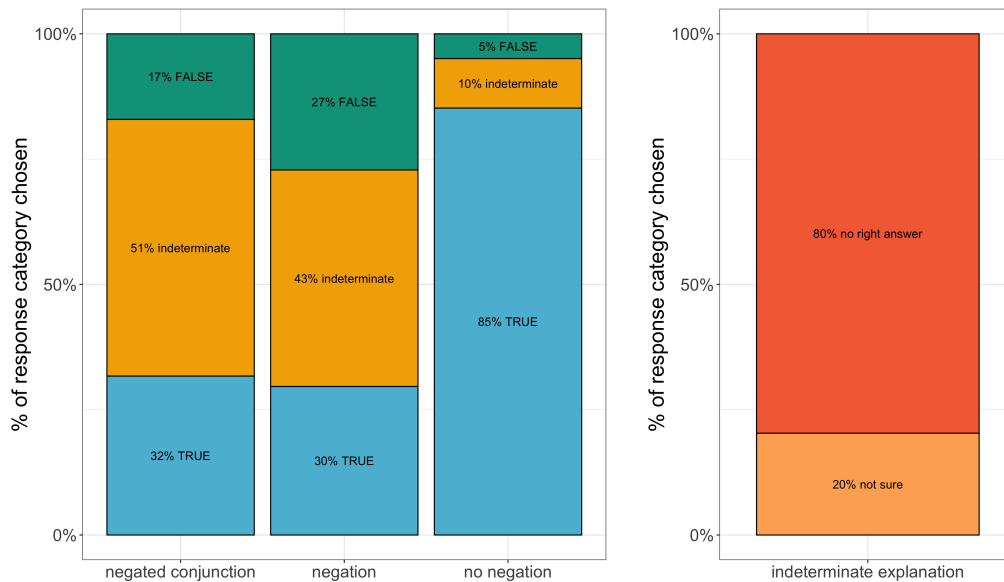 % of response category chosen
100%
50%
0%
17% FALSE
51% indeterminate
32% TRUE
27% FALSE
43% indeterminate
30% TRUE
5% FALSE
10% indeterminate
85% TRUE
negated conjunction
negation
no negation
% of response category chosen
100%
50%
0%
80% no right answer
20% not sure
indeterminate explanation